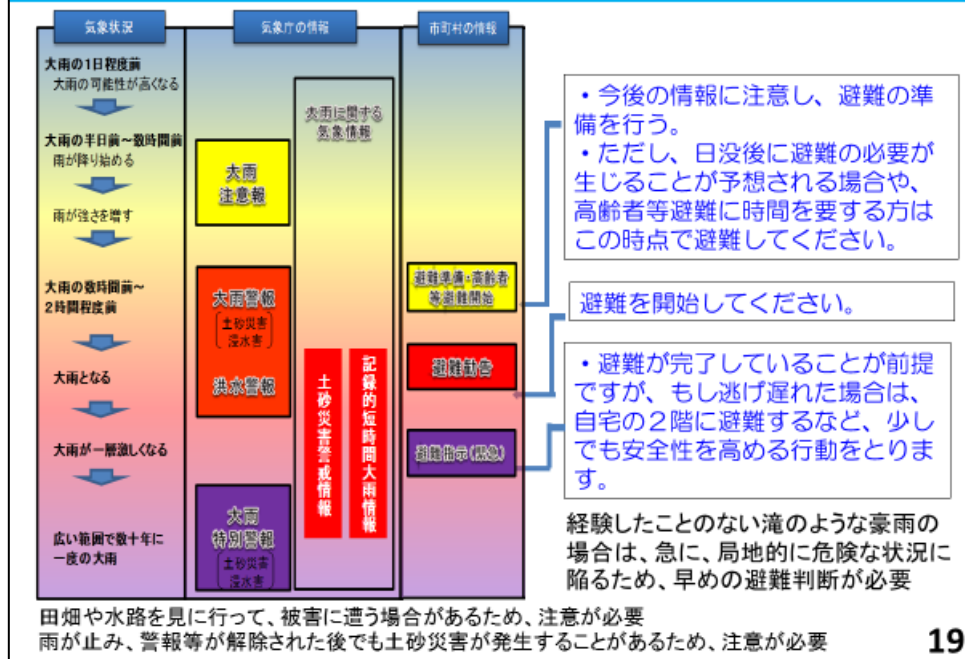 気象状況
気象庁の情報
市町村の情報
大雨の1日程度前
大雨の可能性が高くなる
大雨の半日前～数時間前
雨が降り始める
雨が強さを増す
大雨の数時間前～
2時間程度前
大雨となる
大雨が一層激しくなる
広い範囲で数十年に
一度の大雨
大雨
注意報
大雨警報
土砂災害
浸水害
洪水警報
大雨
特別警報
土砂災害
浸水害
大雨に関する
気象情報
土砂災害警戒情報
記録的短時間大雨情報
避難準備・高齢者
等避難開始
避難勧告
避難指示（緊急）
・今後の情報に注意し、避難の準
備を行う。
・ただし、日没後に避難の必要が
生じることが予想される場合や、
高齢者等避難に時間を要する方は
この時点で避難してください。
避難を開始してください。
・避難が完了していることが前提
ですが、もし逃げ遅れた場合は、
自宅の２階に避難するなど、少し
でも安全性を高める行動をとりま
す。
経験したことのない滝のような豪雨の
場合は、急に、局地的に危険な状況に
陥るため、早めの避難判断が必要
田畑や水路を見に行って、被害に遭う場合があるため、注意が必要
雨が止み、警報等が解除された後でも土砂災害が発生することがあるため、注意が必要
19